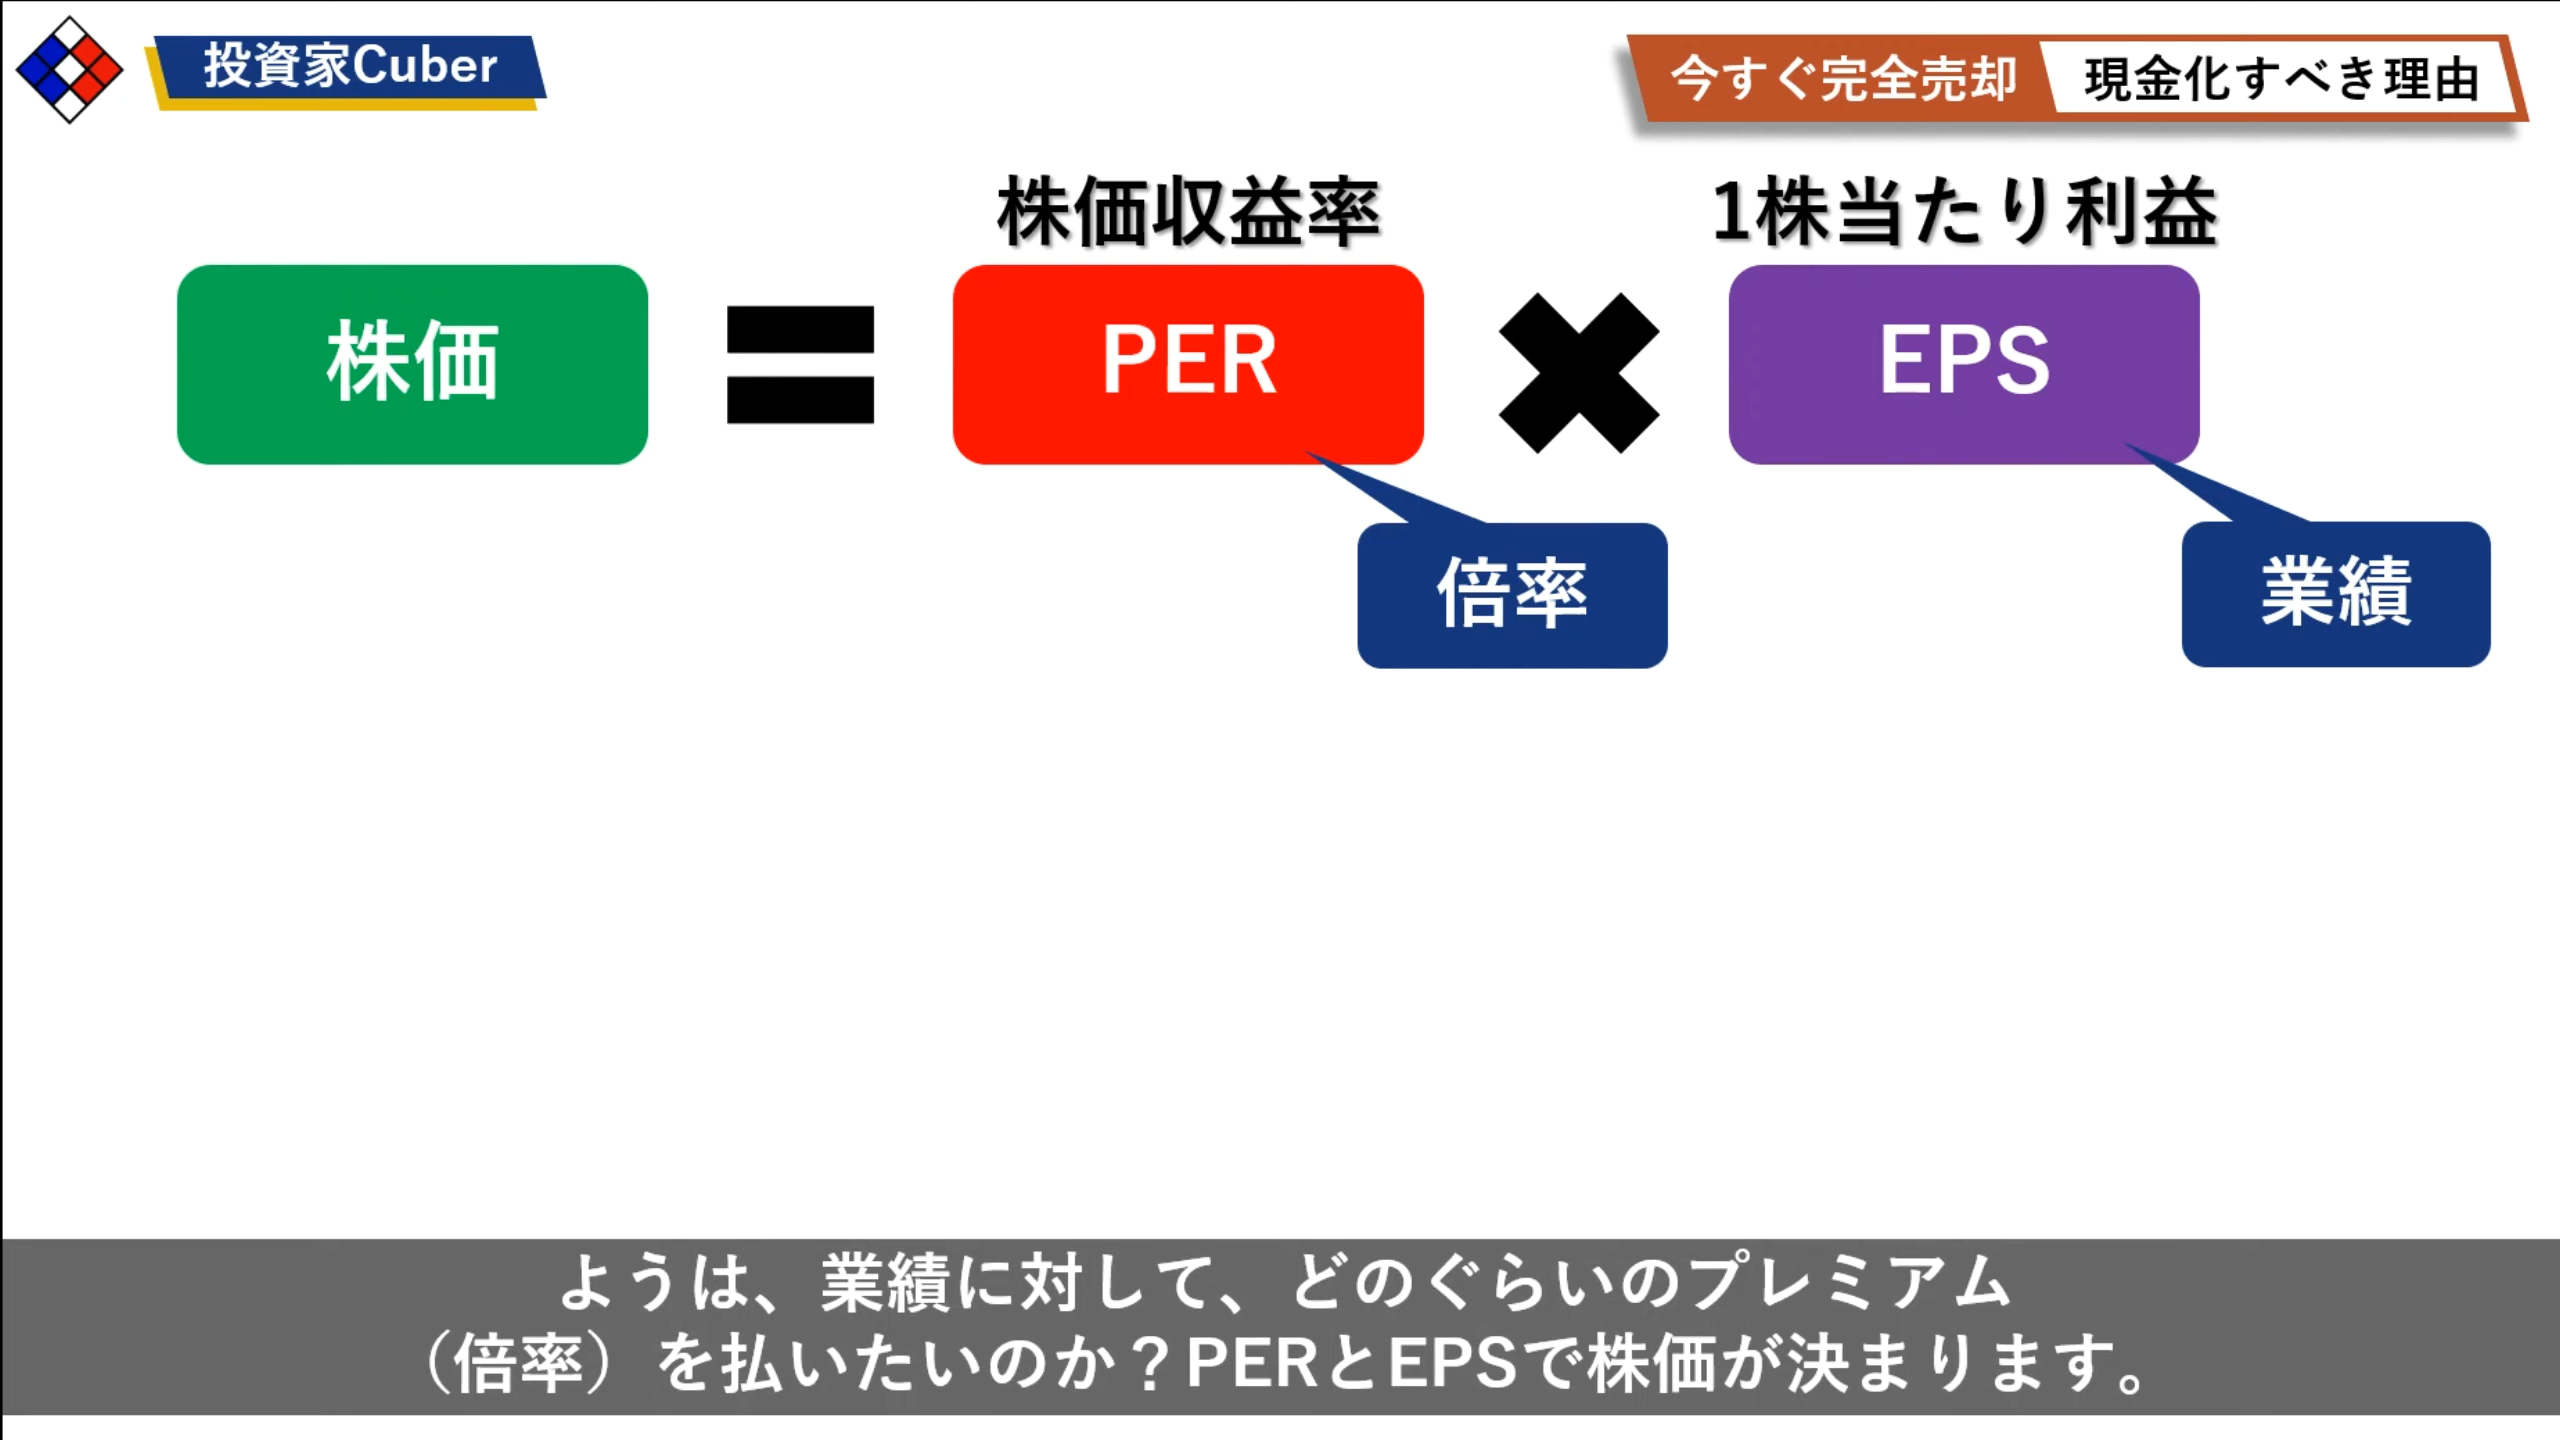 投資家Cuber
今すぐ完全売却 現金化すべき理由
株価収益率
1株当たり利益
株価
PER
EPS
倍率
業績
ようは、業績に対して、どのぐらいのプレミアム
（倍率）を払いたいのか？PERとEPSで株価が決まります。